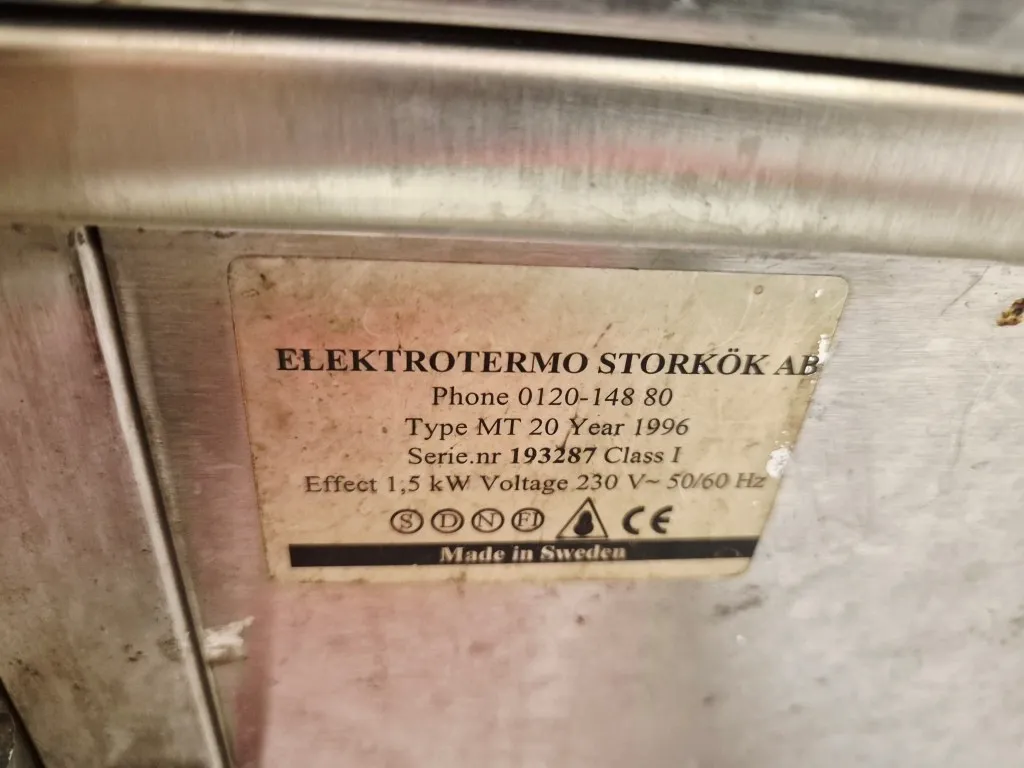 ELEKTROTERMO STORKÖK AB
Phone 0120-148 80
Type MT 20 Year 1996
Serie.nr 193287 Class I
Effect 1,5 kW Voltage 230 V~ 50/60 Hz
S D N FI CE
Made in Sweden